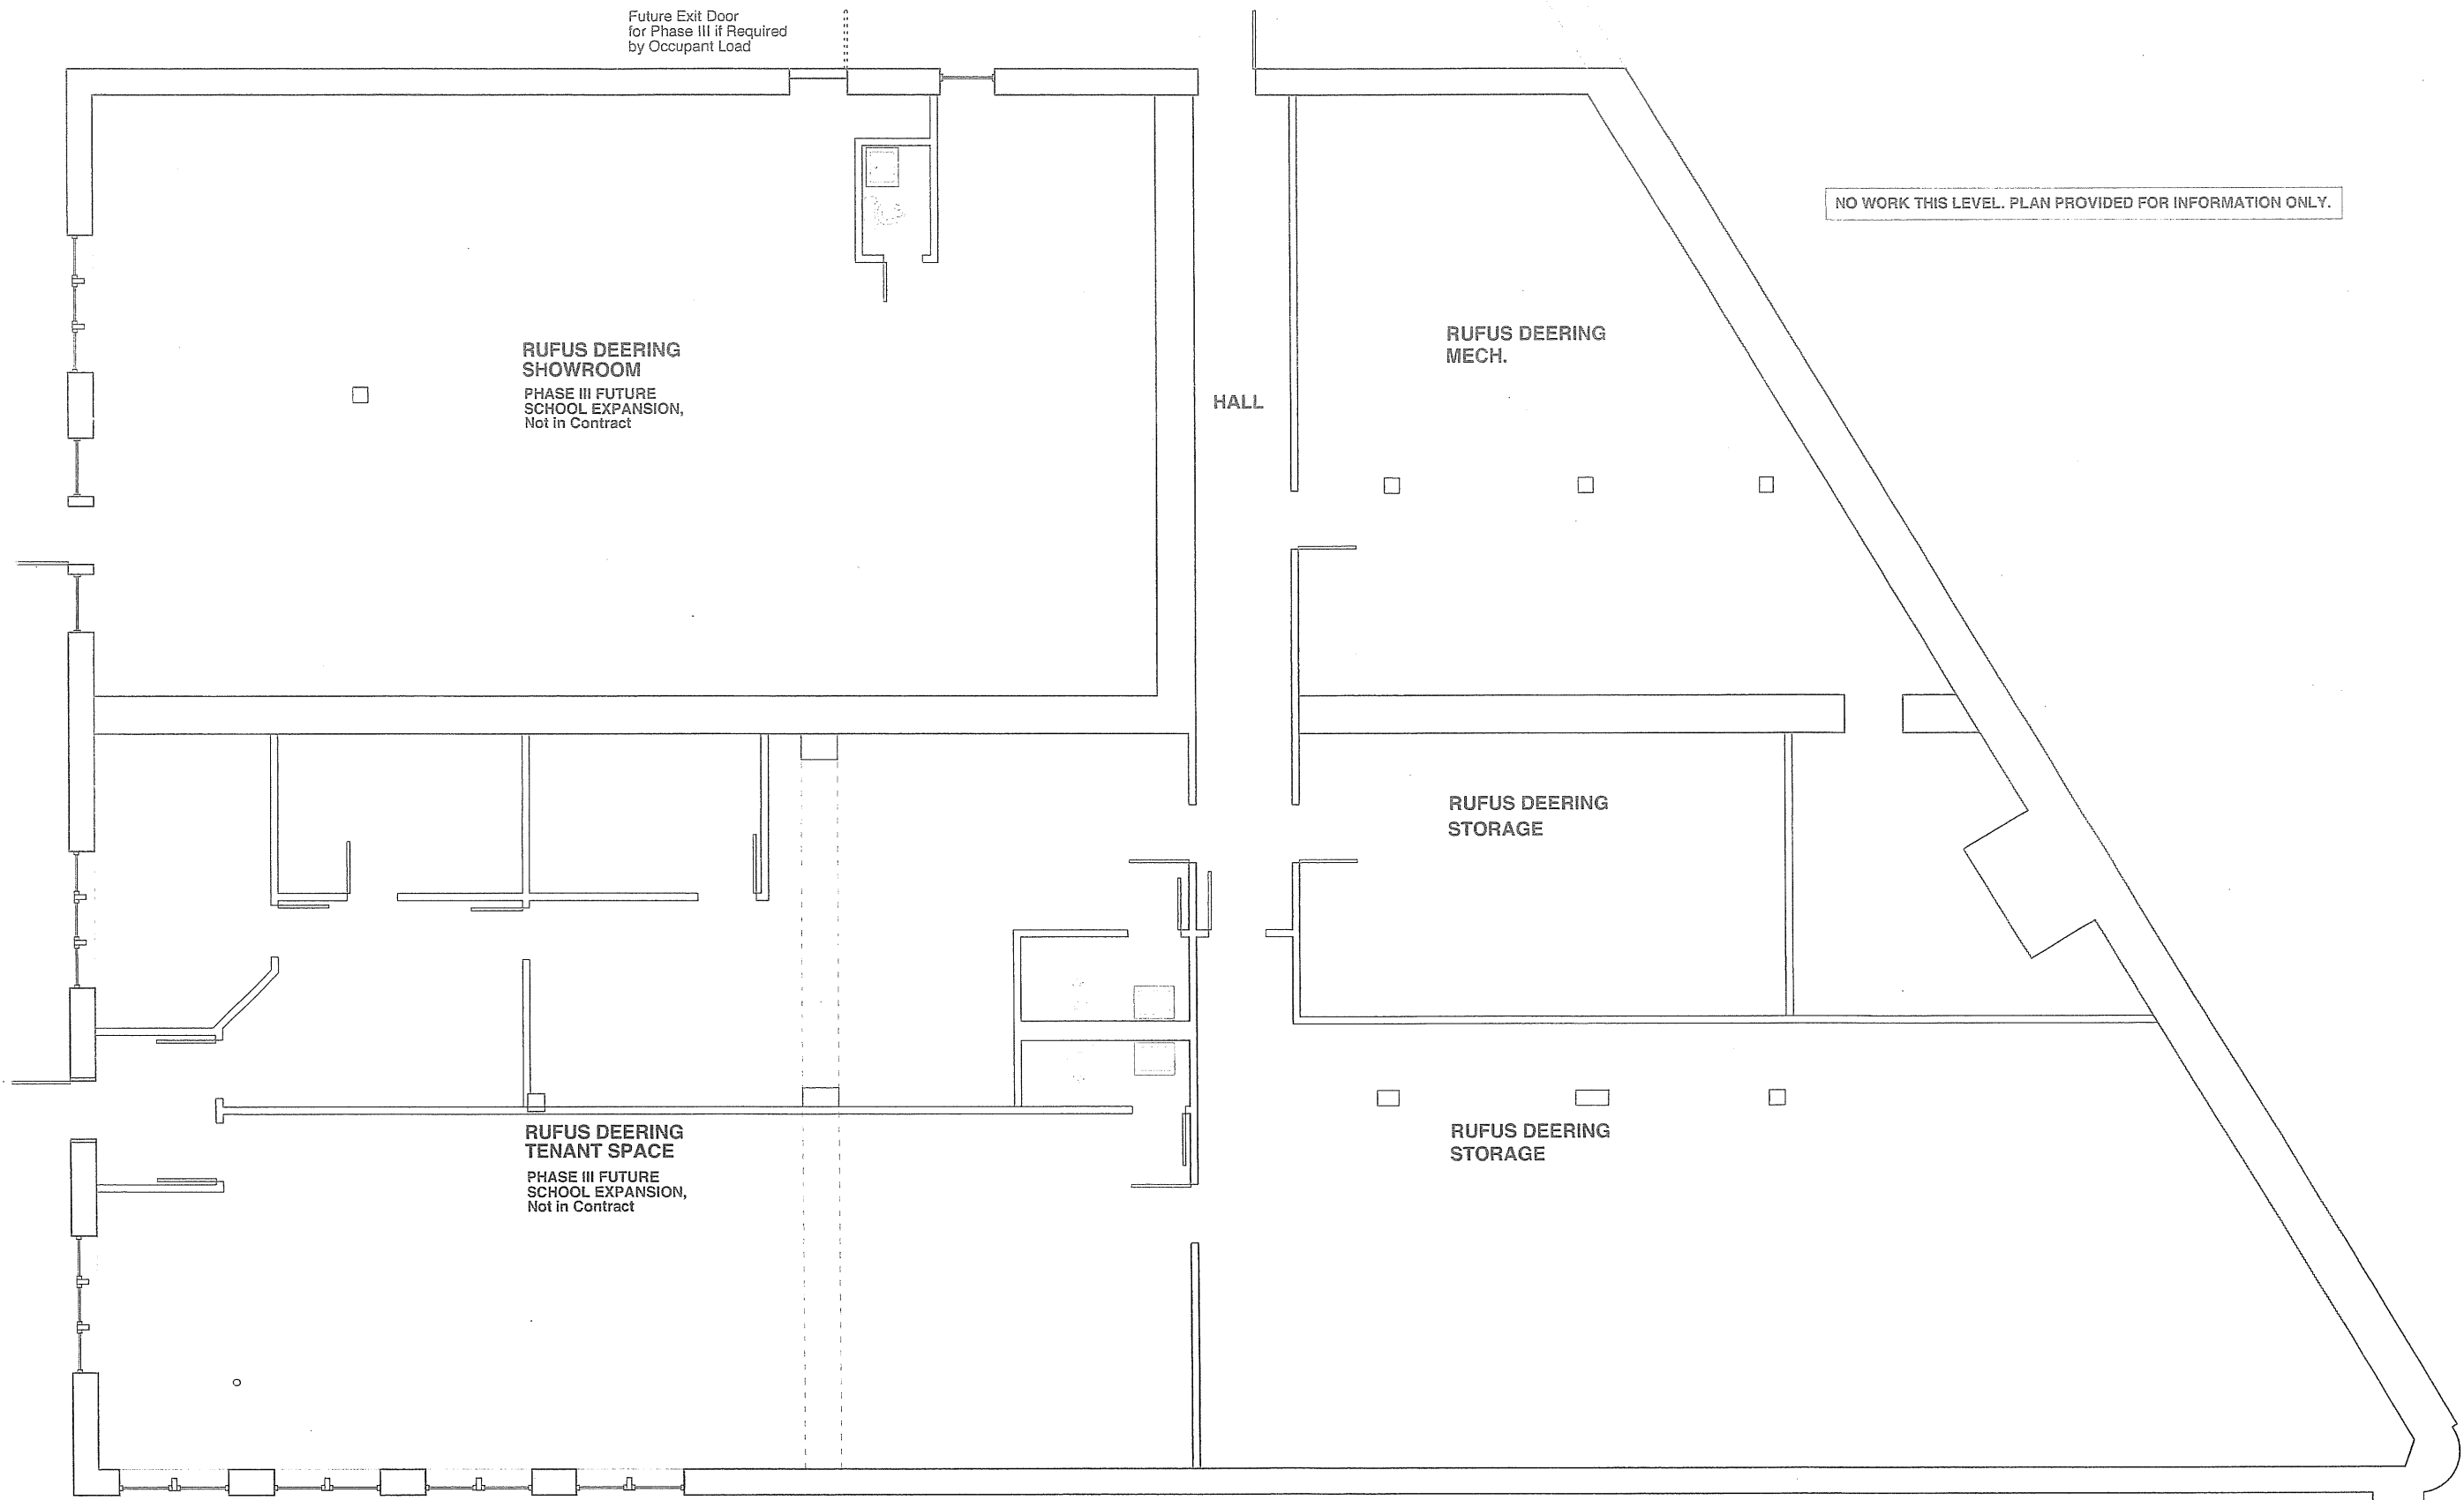 Future Exit Door
for Phase III if Required
by Occupant Load
NO WORK THIS LEVEL. PLAN PROVIDED FOR INFORMATION ONLY.
RUFUS DEERING
SHOWROOM
PHASE III FUTURE
SCHOOL EXPANSION,
Not in Contract
HALL
RUFUS DEERING
MECH.
RUFUS DEERING
STORAGE
RUFUS DEERING
TENANT SPACE
PHASE III FUTURE
SCHOOL EXPANSION,
Not in Contract
RUFUS DEERING
STORAGE